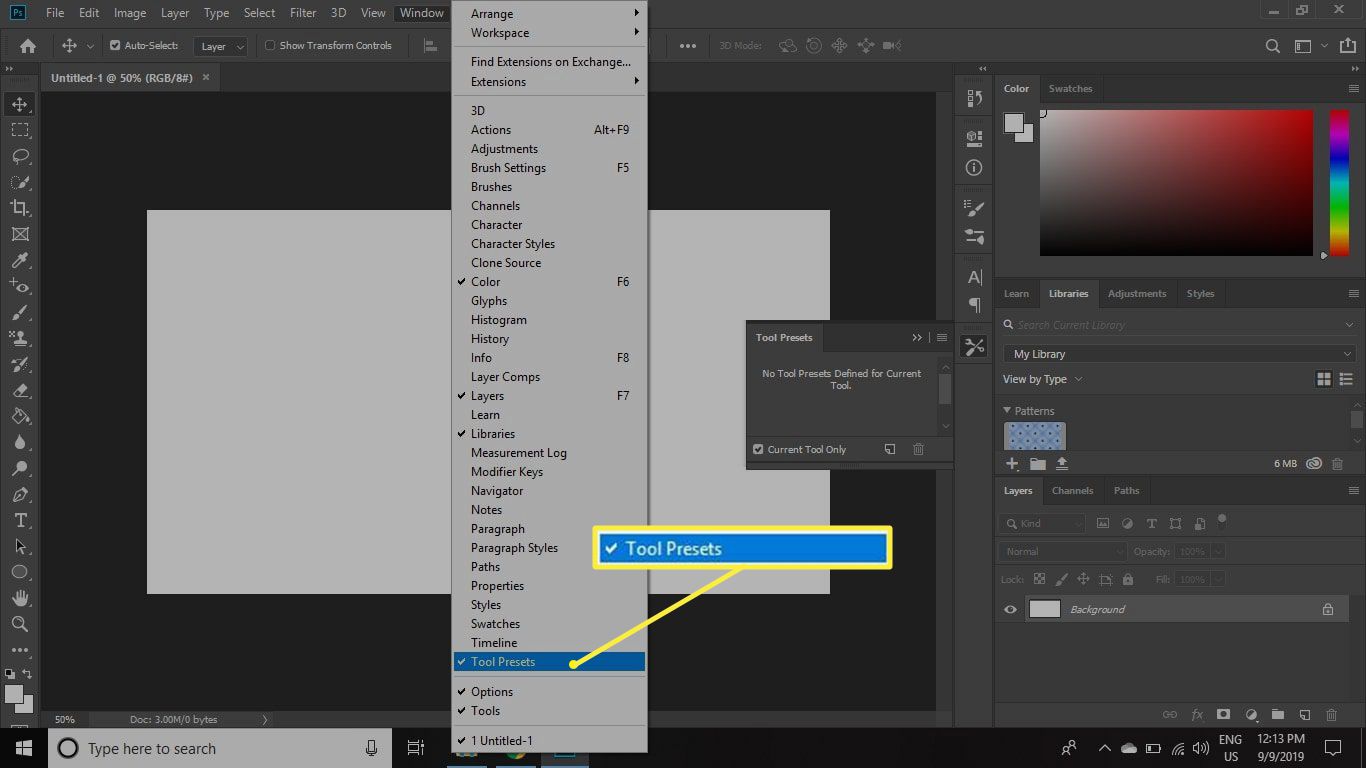 Ps File Edit Image Layer Type Select Filter 3D View Window
Auto-Select: Layer Show Transform Controls 3D Mode:
Untitled-1 @ 50% (RGB/8#) ×
Arrange
Workspace
Find Extensions on Exchange...
Extensions
3D
Actions Alt+F9
Adjustments
Brush Settings F5
Brushes
Channels
Character
Character Styles
Clone Source
Color F6
Glyphs
Histogram
History
Info F8
Layer Comps
Layers F7
Learn
Libraries
Measurement Log
Modifier Keys
Navigator
Notes
Paragraph
Paragraph Styles
Paths
Properties
Styles
Swatches
Timeline
Tool Presets
Options
Tools
1 Untitled-1
Tool Presets
Tool Presets
No Tool Presets Defined for Current
Tool.
Current Tool Only
Color Swatches
Learn Libraries Adjustments Styles
Search Current Library
My Library
View by Type
Patterns
6 MB
Layers Channels Paths
Kind
Normal Opacity: 100%
Lock: Fill: 100%
Background
50% Doc: 3.00M/0 bytes
Type here to search
ENG
US
12:13 PM
9/9/2019